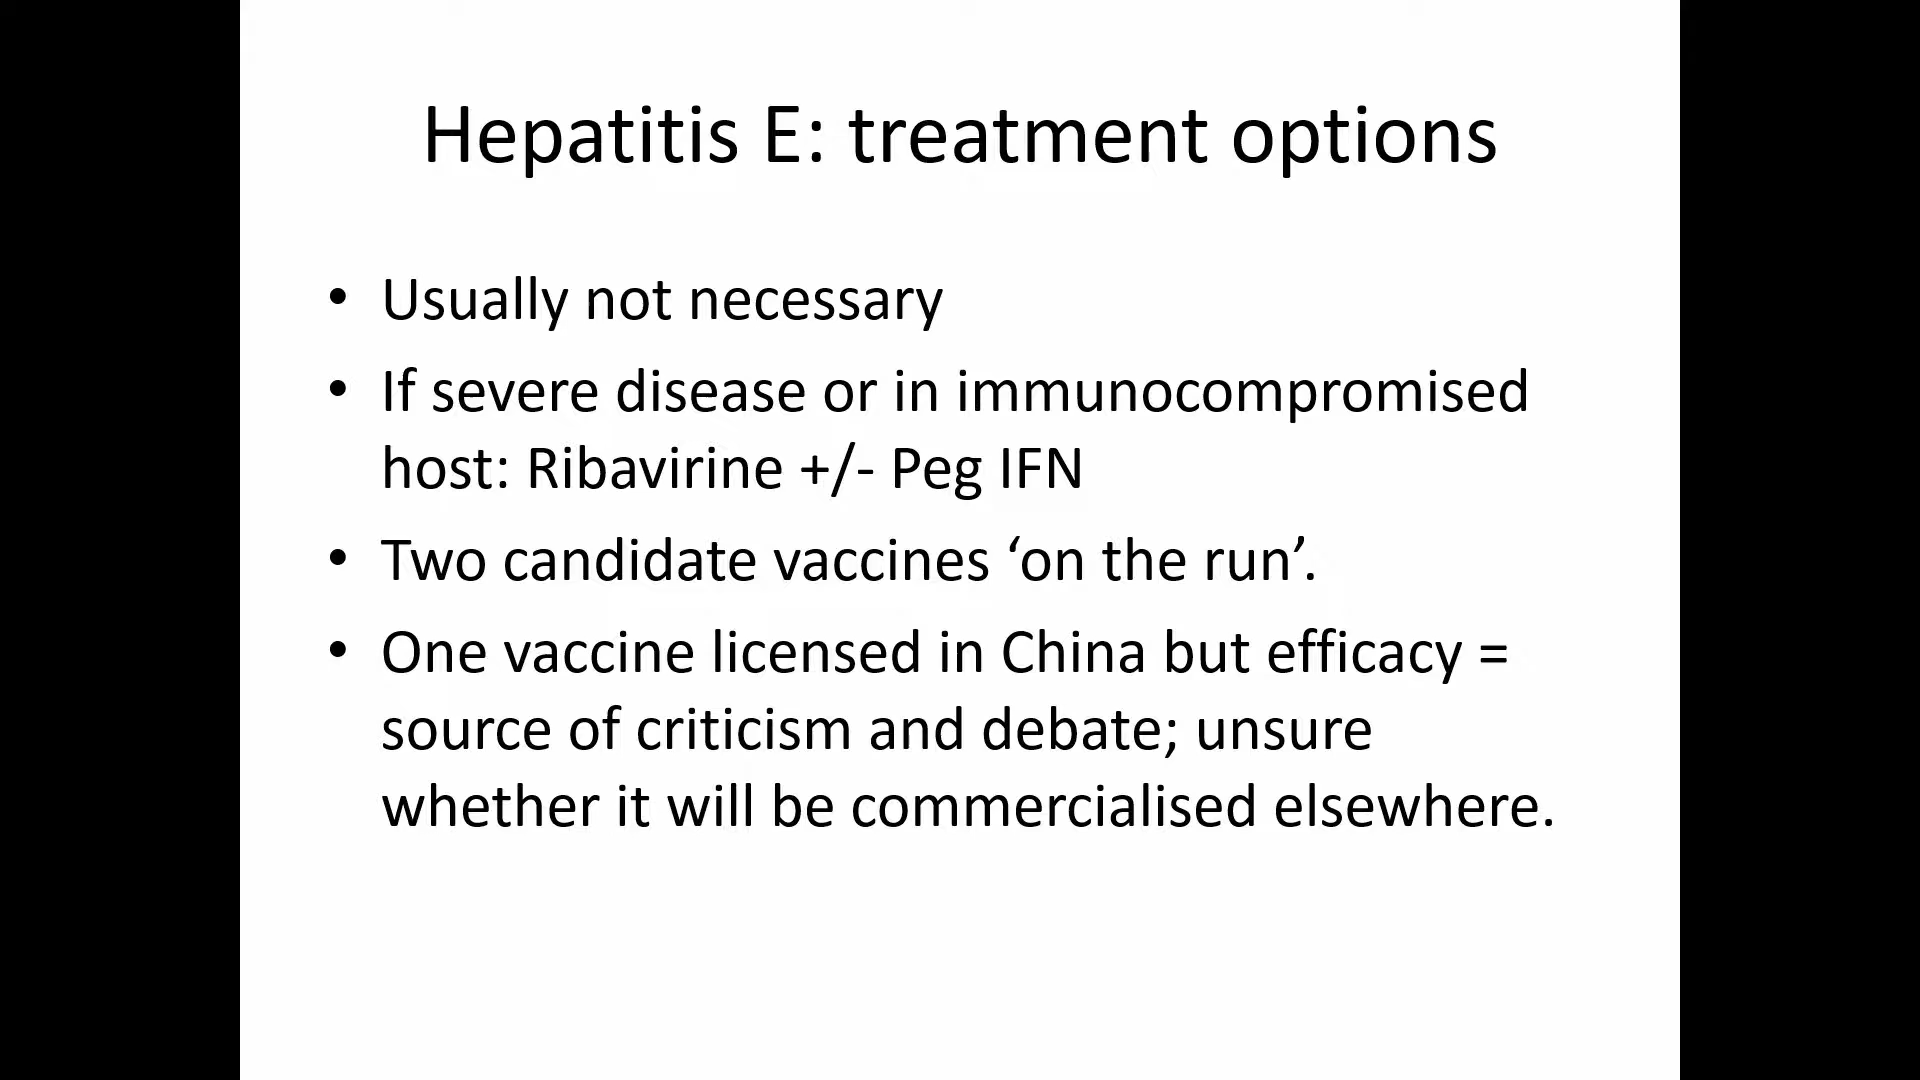 Hepatitis E: treatment options
• Usually not necessary
• If severe disease or in immunocompromised
host: Ribavirine +/- Peg IFN
• Two candidate vaccines ‘on the run’.
• One vaccine licensed in China but efficacy =
source of criticism and debate; unsure
whether it will be commercialised elsewhere.